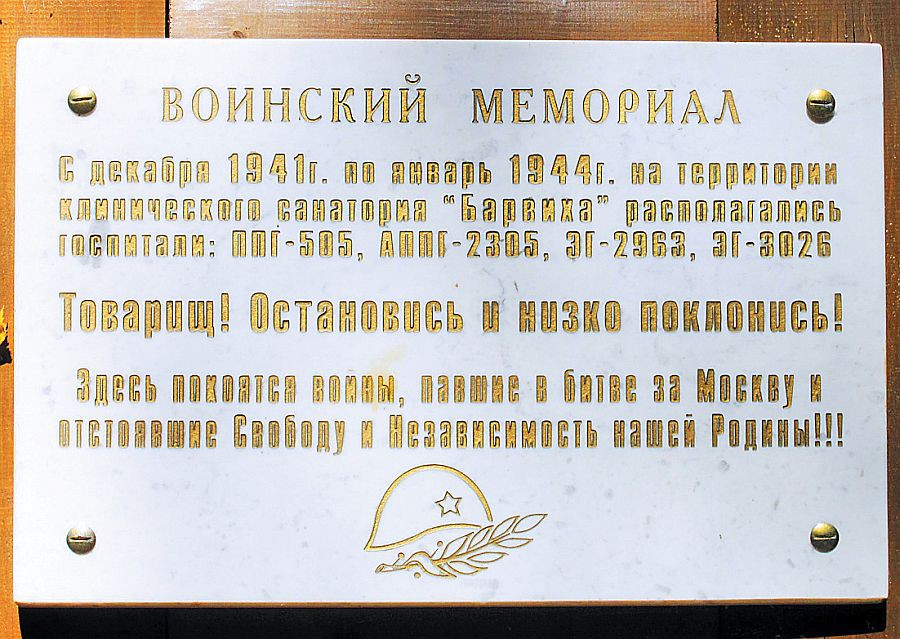 ВОИНСКИЙ МЕМОРИАЛ
С декабря 1941г. по январь 1944г. на территории
клинического санатория "Барвиха" располагались
госпитали: ППГ-505, АППГ-2305, ЭГ-2963, ЭГ-3026
Товарищ! Остановись и низко поклонись!
Здесь покоятся воины, павшие в битве за Москву и
отстоявшие Свободу и Независимость нашей Родины!!!